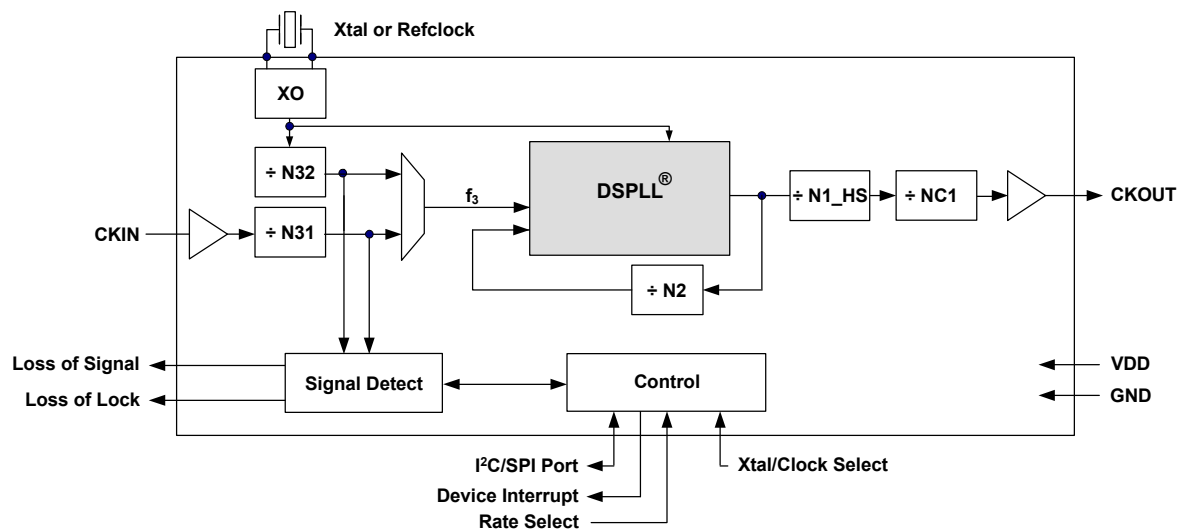 Xtal or Refclock
XO
÷ N32
DSPLL®
f₃
÷ N1_HS
÷ NC1
CKOUT
CKIN
÷ N31
÷ N2
Loss of Signal
Loss of Lock
Signal Detect
Control
VDD
GND
I²C/SPI Port
Xtal/Clock Select
Device Interrupt
Rate Select